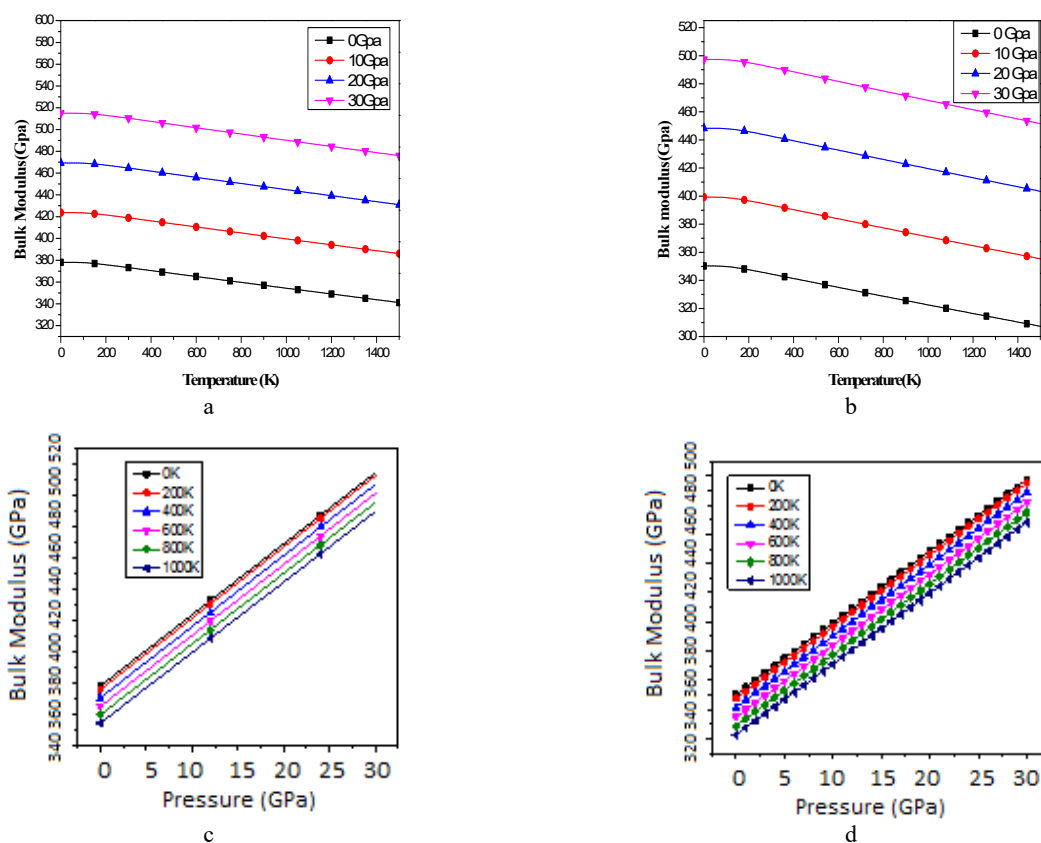 600
580
560
540
520
500
480
460
440
420
400
380
360
340
320
0Gpa
10Gpa
20Gpa
30Gpa
Bulk Modulus(Gpa)
0 200 400 600 800 1000 1200 1400
Temperature (K)
a
520
500
480
460
440
420
400
380
360
340
320
300
0 Gpa
10 Gpa
20 Gpa
30 Gpa
Bulk modulus(Gpa)
0 200 400 600 800 1000 1200 1400
Temperature(K)
b
340 360 380 400 420 440 460 480 500 520
0K
200K
400K
600K
800K
1000K
Bulk Modulus (GPa)
0 5 10 15 20 25 30
Pressure (GPa)
c
320 340 360 380 400 420 440 460 480 500
0K
200K
400K
600K
800K
1000K
Bulk Modulus (GPa)
0 5 10 15 20 25 30
Pressure (GPa)
d